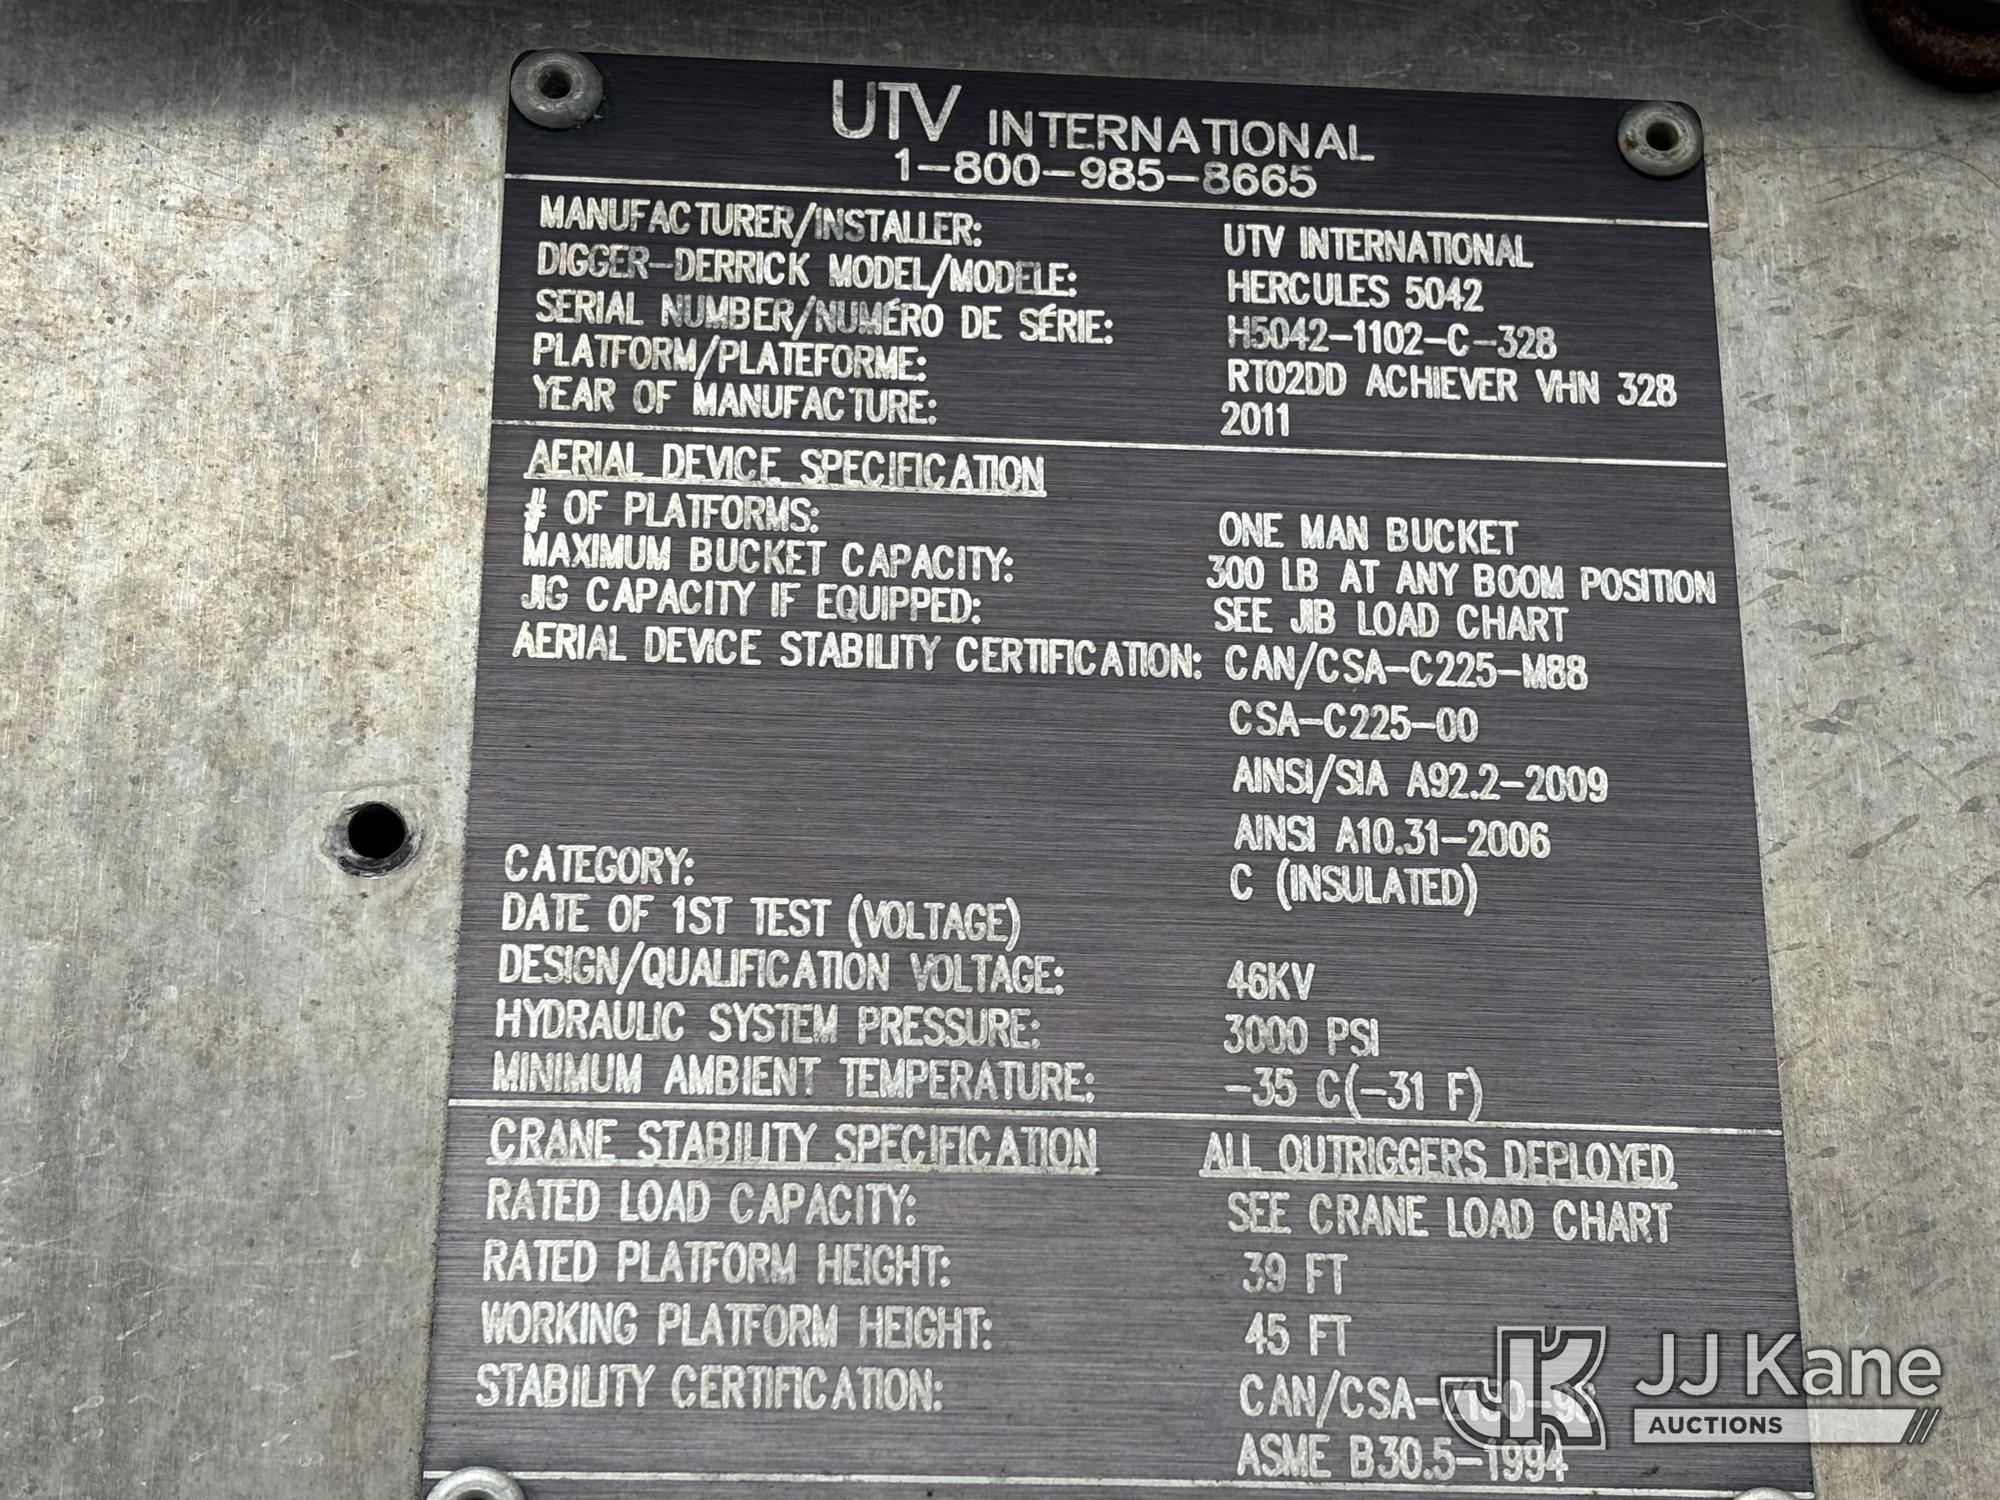 UTV INTERNATIONAL
1-800-985-8665
MANUFACTURER/INSTALLER: UTV INTERNATIONAL
DIGGER-DERRICK MODEL/MODELE: HERCULES 5042
SERIAL NUMBER/NUMÉRO DE SÉRIE: H5042-1102-C-328
PLATFORM/PLATEFORME: RT02DD ACHIEVER VHN 328
YEAR OF MANUFACTURE: 2011
AERIAL DEVICE SPECIFICATION
# OF PLATFORMS: ONE MAN BUCKET
MAXIMUM BUCKET CAPACITY: 300 LB AT ANY BOOM POSITION
JIG CAPACITY IF EQUIPPED: SEE JIB LOAD CHART
AERIAL DEVICE STABILITY CERTIFICATION: CAN/CSA-C225-M88
CSA-C225-00
AINSI/SIA A92.2-2009
AINSI A10.31-2006
CATEGORY: C (INSULATED)
DATE OF 1ST TEST (VOLTAGE)
DESIGN/QUALIFICATION VOLTAGE: 46KV
HYDRAULIC SYSTEM PRESSURE: 3000 PSI
MINIMUM AMBIENT TEMPERATURE: -35 C(-31 F)
CRANE STABILITY SPECIFICATION ALL OUTRIGGERS DEPLOYED
RATED LOAD CAPACITY: SEE CRANE LOAD CHART
RATED PLATFORM HEIGHT: 39 FT
WORKING PLATFORM HEIGHT: 45 FT
STABILITY CERTIFICATION:
ASME B30.5-1994
JJ Kane
AUCTIONS